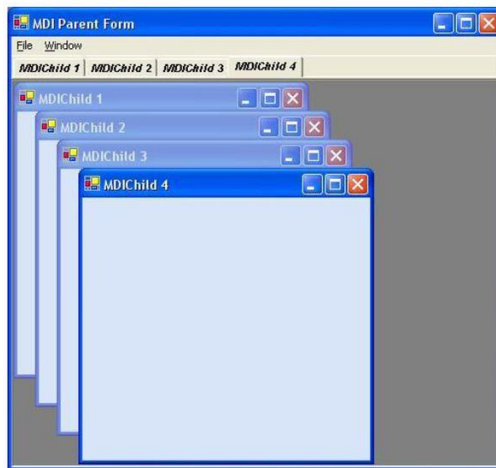 MDI Parent Form
File Window
MDIChild 1 MDIChild 2 MDIChild 3 MDIChild 4
MDIChild 1
MDIChild 2
MDIChild 3
MDIChild 4